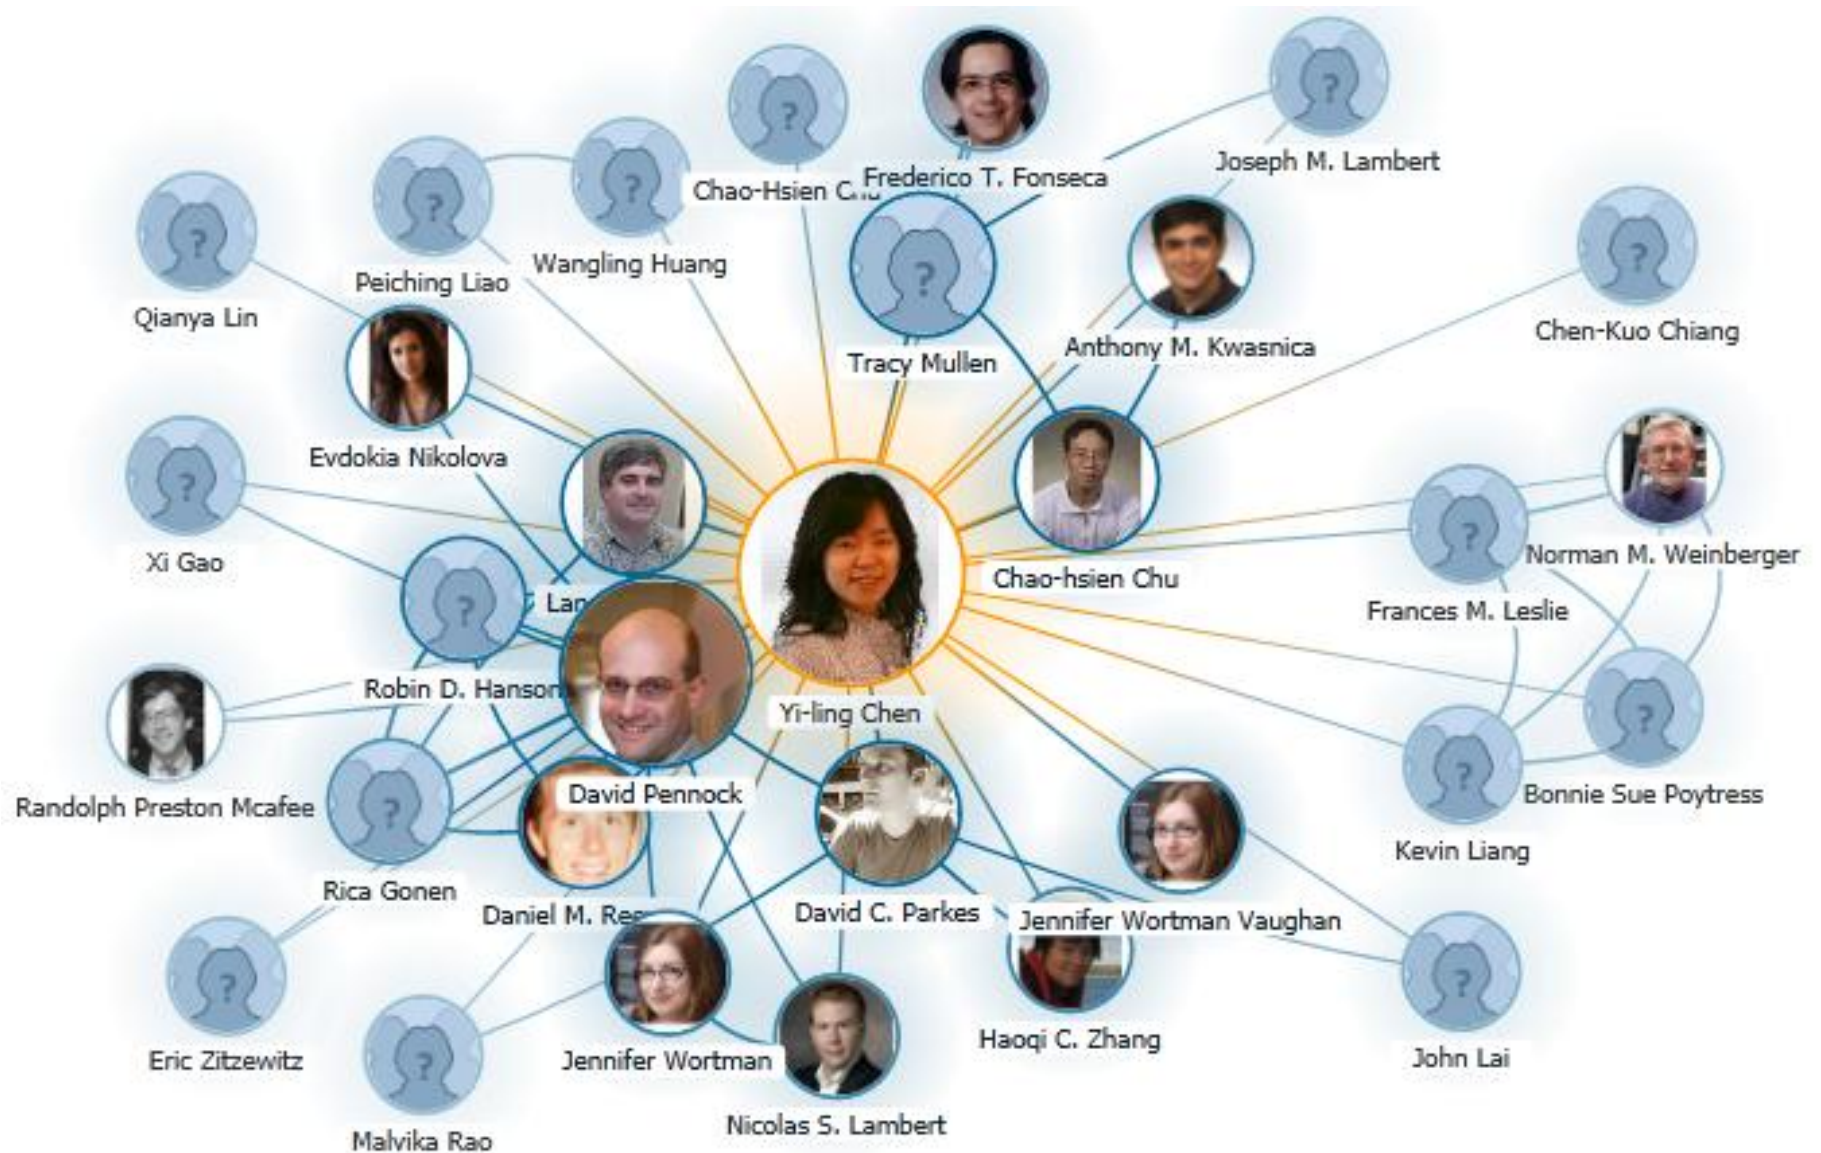 Joseph M. Lambert
Frederico T. Fonseca
Chao-Hsien
Wangling Huang
Peiching Liao
Qianya Lin
Chen-Kuo Chiang
Anthony M. Kwasnica
Tracy Mullen
Evdokia Nikolova
Norman M. Weinberger
Xi Gao
Chao-hsien Chu
Lan
Frances M. Leslie
Robin D. Hanson
Yi-ling Chen
David Pennock
Bonnie Sue Poytress
Randolph Preston Mcafee
Kevin Liang
Rica Gonen
Daniel M. Ree
David C. Parkes
Jennifer Wortman Vaughan
Haoqi C. Zhang
John Lai
Eric Zitzewitz
Jennifer Wortman
Nicolas S. Lambert
Malvika Rao